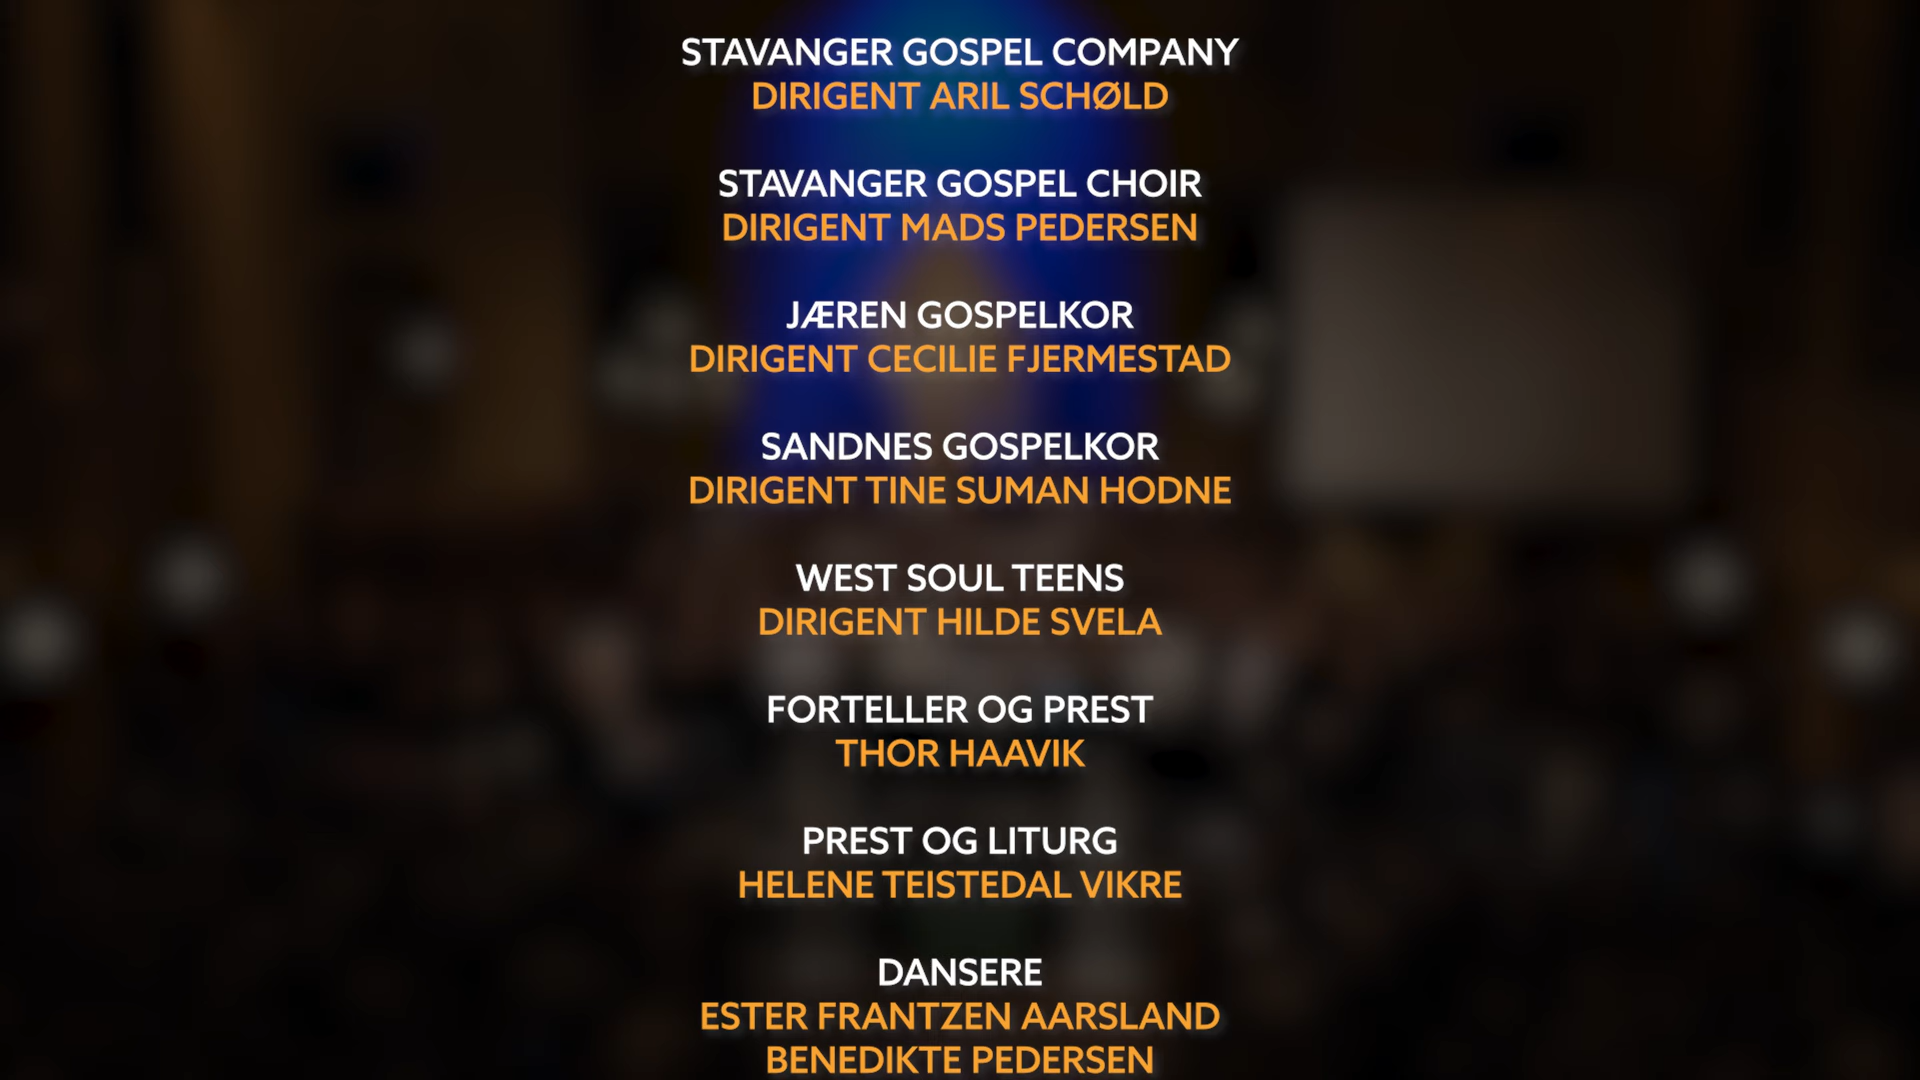 STAVANGER GOSPEL COMPANY
DIRIGENT ARIL SCHØLD
STAVANGER GOSPEL CHOIR
DIRIGENT MADS PEDERSEN
JÆREN GOSPELKOR
DIRIGENT CECILIE FJERMESTAD
SANDNES GOSPELKOR
DIRIGENT TINE SUMAN HODNE
WEST SOUL TEENS
DIRIGENT HILDE SVELA
FORTELLER OG PREST
THOR HAAVIK
PREST OG LITURG
HELENE TEISTEDAL VIKRE
DANSERE
ESTER FRANTZEN AARSLAND
BENEDIKTE PEDERSEN